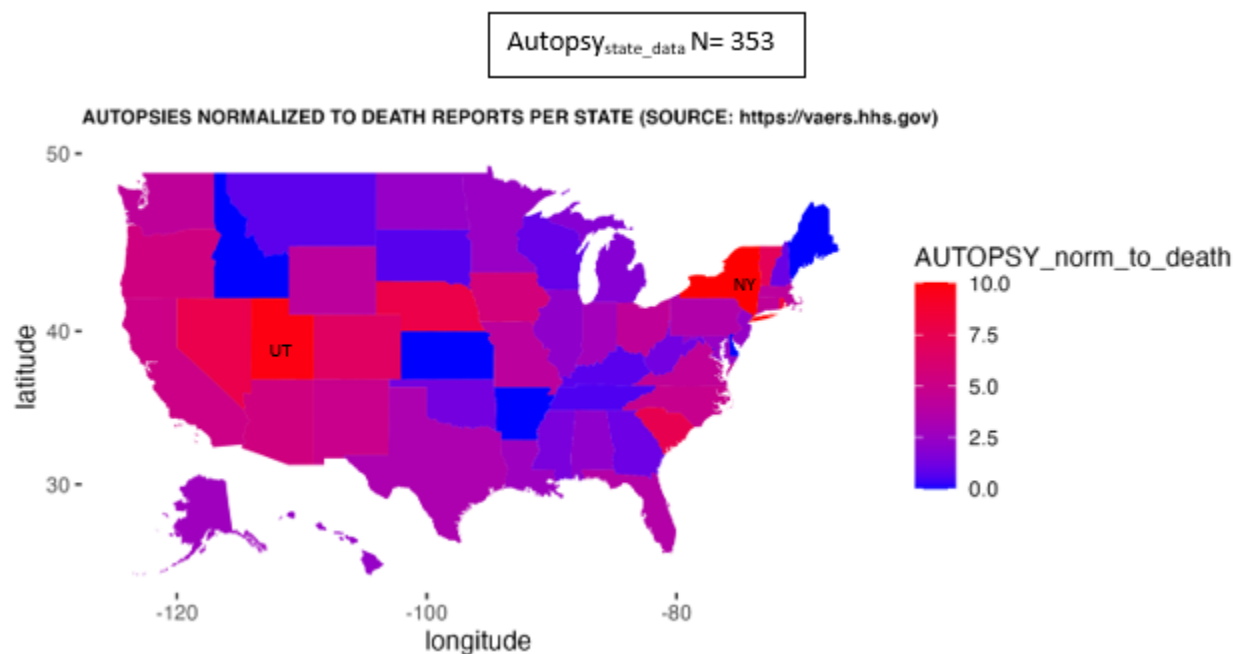 Autopsystate_data N= 353
AUTOPSIES NORMALIZED TO DEATH REPORTS PER STATE (SOURCE: https://vaers.hhs.gov)
50
40
30
latitude
UT
NY
-120
-100
-80
longitude
AUTOPSY_norm_to_death
10.0
7.5
5.0
2.5
0.0